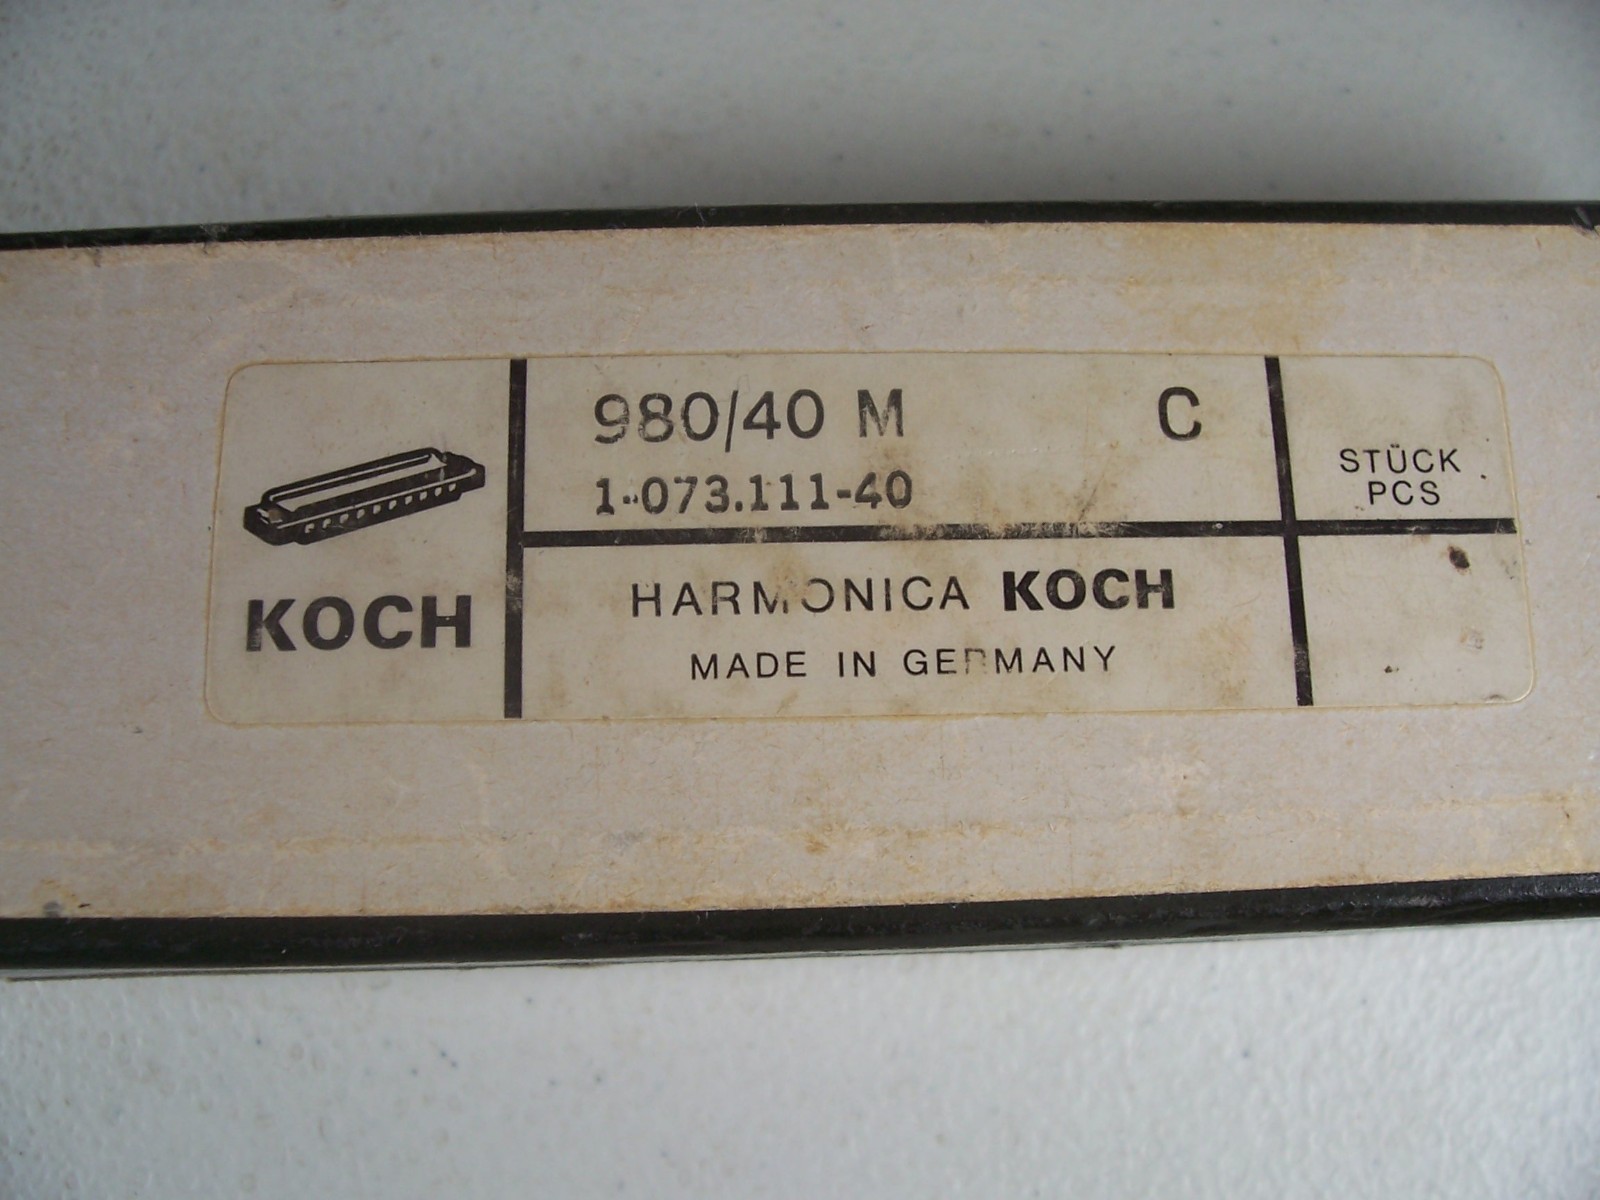 KOCH
980/40 M C
1-073.111-40
HARMONICA KOCH
MADE IN GERMANY
STÜCK
PCS